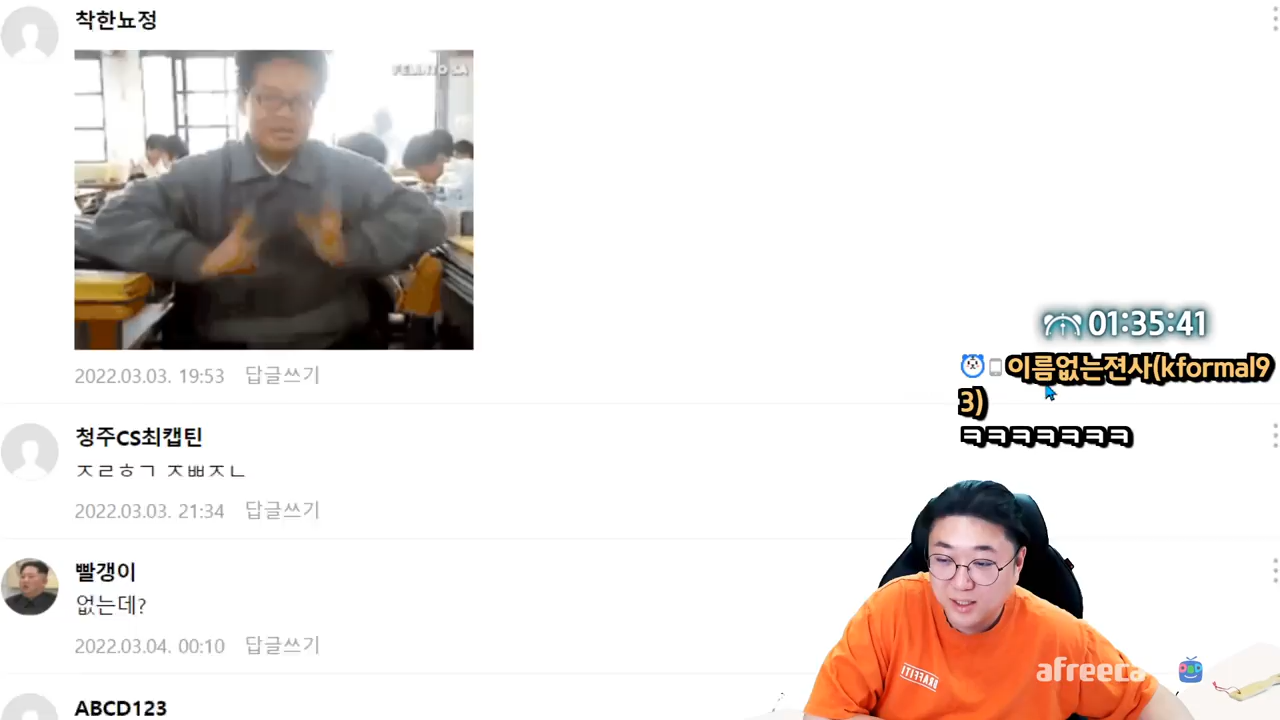 착한뇨정
2022.03.03. 19:53 답글쓰기
01:35:41
이름없는젼사(kformal9
3)
ㅋㅋㅋㅋㅋㅋㅋ
청주CS최캡틴
ㅈㄹㅎㄱ ㅈㅃㅈㄴ
2022.03.03. 21:34 답글쓰기
빨갱이
없는데?
2022.03.04. 00:10 답글쓰기
GRAFFITI
afreeca
ABCD123